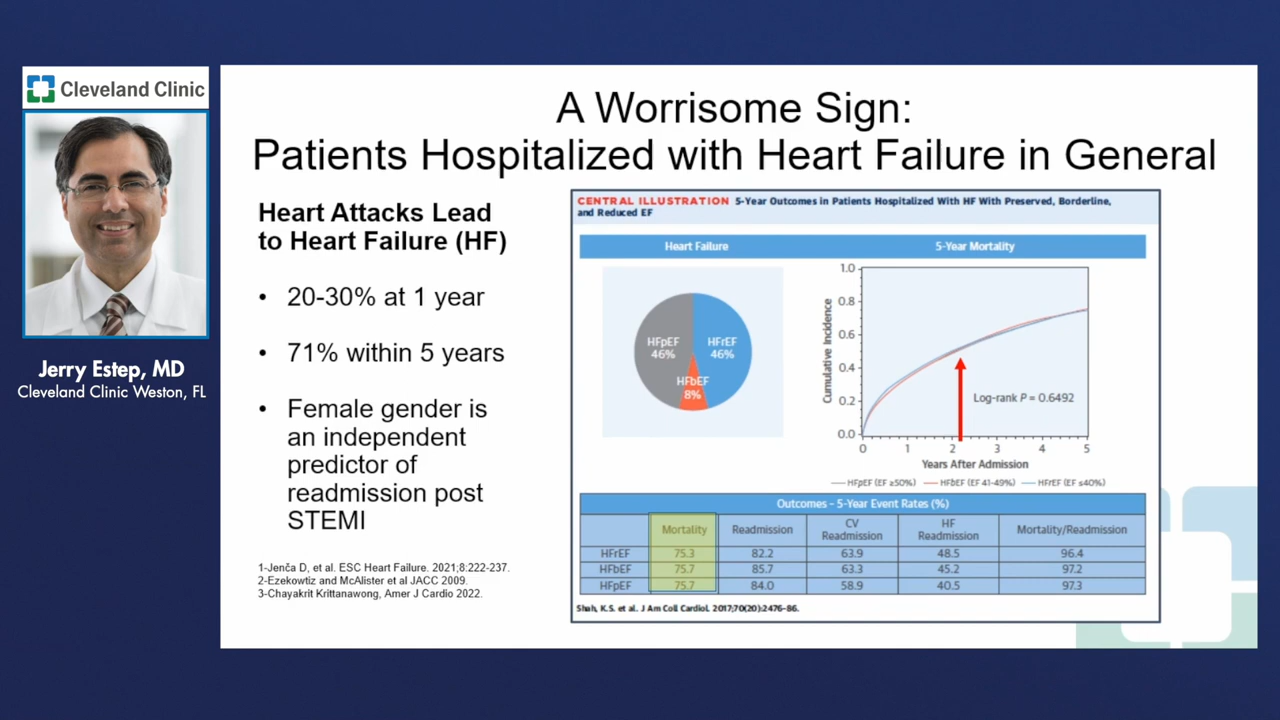 Cleveland Clinic
Jerry Estep, MD
Cleveland Clinic Weston, FL
A Worrisome Sign:
Patients Hospitalized with Heart Failure in General
Heart Attacks Lead
to Heart Failure (HF)
• 20-30% at 1 year
• 71% within 5 years
• Female gender is
an independent
predictor of
readmission post
STEMI
1-Jenča D, et al. ESC Heart Failure. 2021;8:222-237.
2-Ezekowtiz and McAlister et al JACC 2009.
3-Chayakrit Krittanawong, Amer J Cardio 2022.
CENTRAL ILLUSTRATION 5-Year Outcomes in Patients Hospitalized With HF With Preserved, Borderline,
and Reduced EF
Heart Failure
HFpEF
46%
HFrEF
46%
HFbEF
8%
5-Year Mortality
Cumulative Incidence
1.0
0.8
0.6
0.4
0.2
0.0
Log-rank P = 0.6492
0 1 2 3 4 5
Years After Admission
HFpEF (EF ≥50%) HFbEF (EF 41-49%) HFrEF (EF ≤40%)
Outcomes - 5-Year Event Rates (%)
Mortality Readmission CV Readmission HF Readmission Mortality/Readmission
HFrEF 75.3 82.2 63.9 48.5 96.4
HFbEF 75.7 85.7 63.3 45.2 97.2
HFpEF 75.7 84.0 58.9 40.5 97.3
Shah, K.S. et al. J Am Coll Cardiol. 2017;70(20):2476-86.